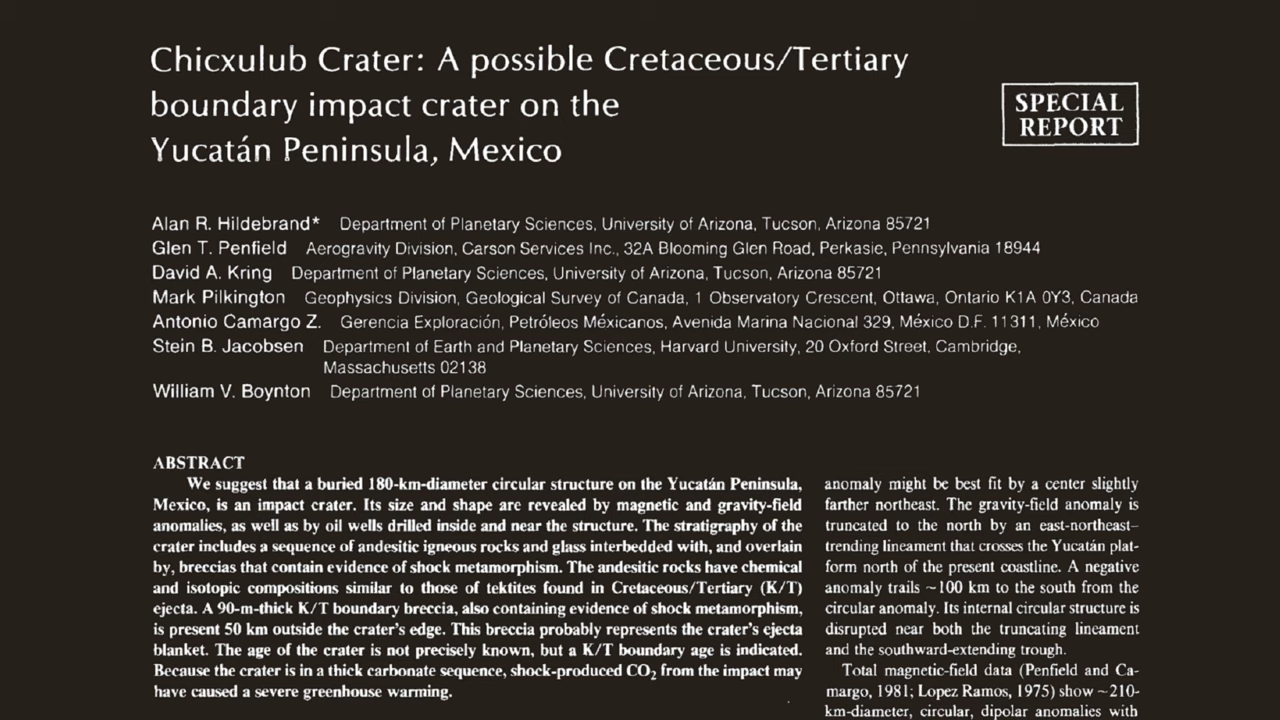 Chicxulub Crater: A possible Cretaceous/Tertiary
boundary impact crater on the
Yucatán Peninsula, Mexico
SPECIAL
REPORT
Alan R. Hildebrand* Department of Planetary Sciences, University of Arizona, Tucson, Arizona 85721
Glen T. Penfield Aerogravity Division, Carson Services Inc., 32A Blooming Glen Road, Perkasie, Pennsylvania 18944
David A. Kring Department of Planetary Sciences, University of Arizona, Tucson, Arizona 85721
Mark Pilkington Geophysics Division, Geological Survey of Canada, 1 Observatory Crescent, Ottawa, Ontario K1A 0Y3, Canada
Antonio Camargo Z. Gerencia Exploración, Petróleos Méxicanos, Avenida Marina Nacional 329, México D.F. 11311, México
Stein B. Jacobsen Department of Earth and Planetary Sciences, Harvard University, 20 Oxford Street, Cambridge,
Massachusetts 02138
William V. Boynton Department of Planetary Sciences, University of Arizona, Tucson, Arizona 85721
ABSTRACT
We suggest that a buried 180-km-diameter circular structure on the Yucatán Peninsula,
Mexico, is an impact crater. Its size and shape are revealed by magnetic and gravity-field
anomalies, as well as by oil wells drilled inside and near the structure. The stratigraphy of the
crater includes a sequence of andesitic igneous rocks and glass interbedded with, and overlain
by, breccias that contain evidence of shock metamorphism. The andesitic rocks have chemical
and isotopic compositions similar to those of tektites found in Cretaceous/Tertiary (K/T)
ejecta. A 90-m-thick K/T boundary breccia, also containing evidence of shock metamorphism,
is present 50 km outside the crater's edge. This breccia probably represents the crater's ejecta
blanket. The age of the crater is not precisely known, but a K/T boundary age is indicated.
Because the crater is in a thick carbonate sequence, shock-produced CO₂ from the impact may
have caused a severe greenhouse warming.
anomaly might be best fit by a center slightly
farther northeast. The gravity-field anomaly is
truncated to the north by an east-northeast–
trending lineament that crosses the Yucatán plat-
form north of the present coastline. A negative
anomaly trails ~100 km to the south from the
circular anomaly. Its internal circular structure is
disrupted near both the truncating lineament
and the southward-extending trough.
Total magnetic-field data (Penfield and Ca-
margo, 1981; Lopez Ramos, 1975) show ~210-
km-diameter, circular, dipolar anomalies with